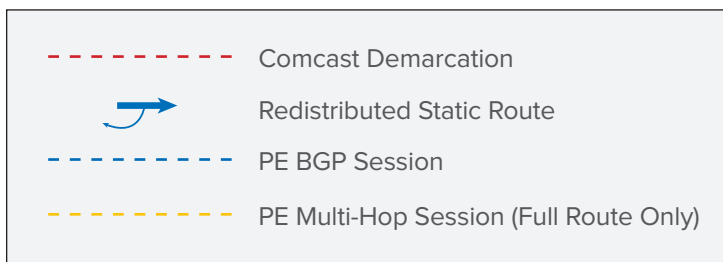 Comcast Demarcation
Redistributed Static Route
PE BGP Session
PE Multi-Hop Session (Full Route Only)